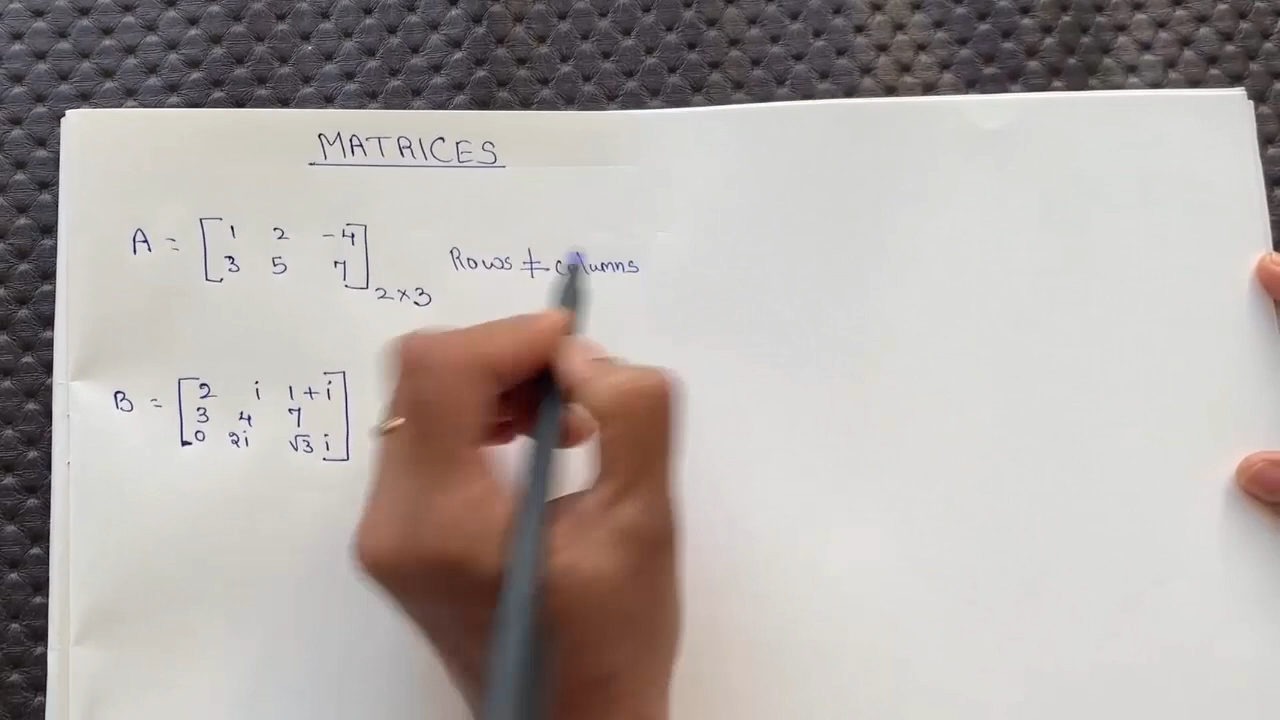 MATRICES
A = [ 1 2 -4
3 5 7 ] 2×3 Rows ≠ columns
B = [ 2 i 1+i
3 4 7
0 2i √3 i ]